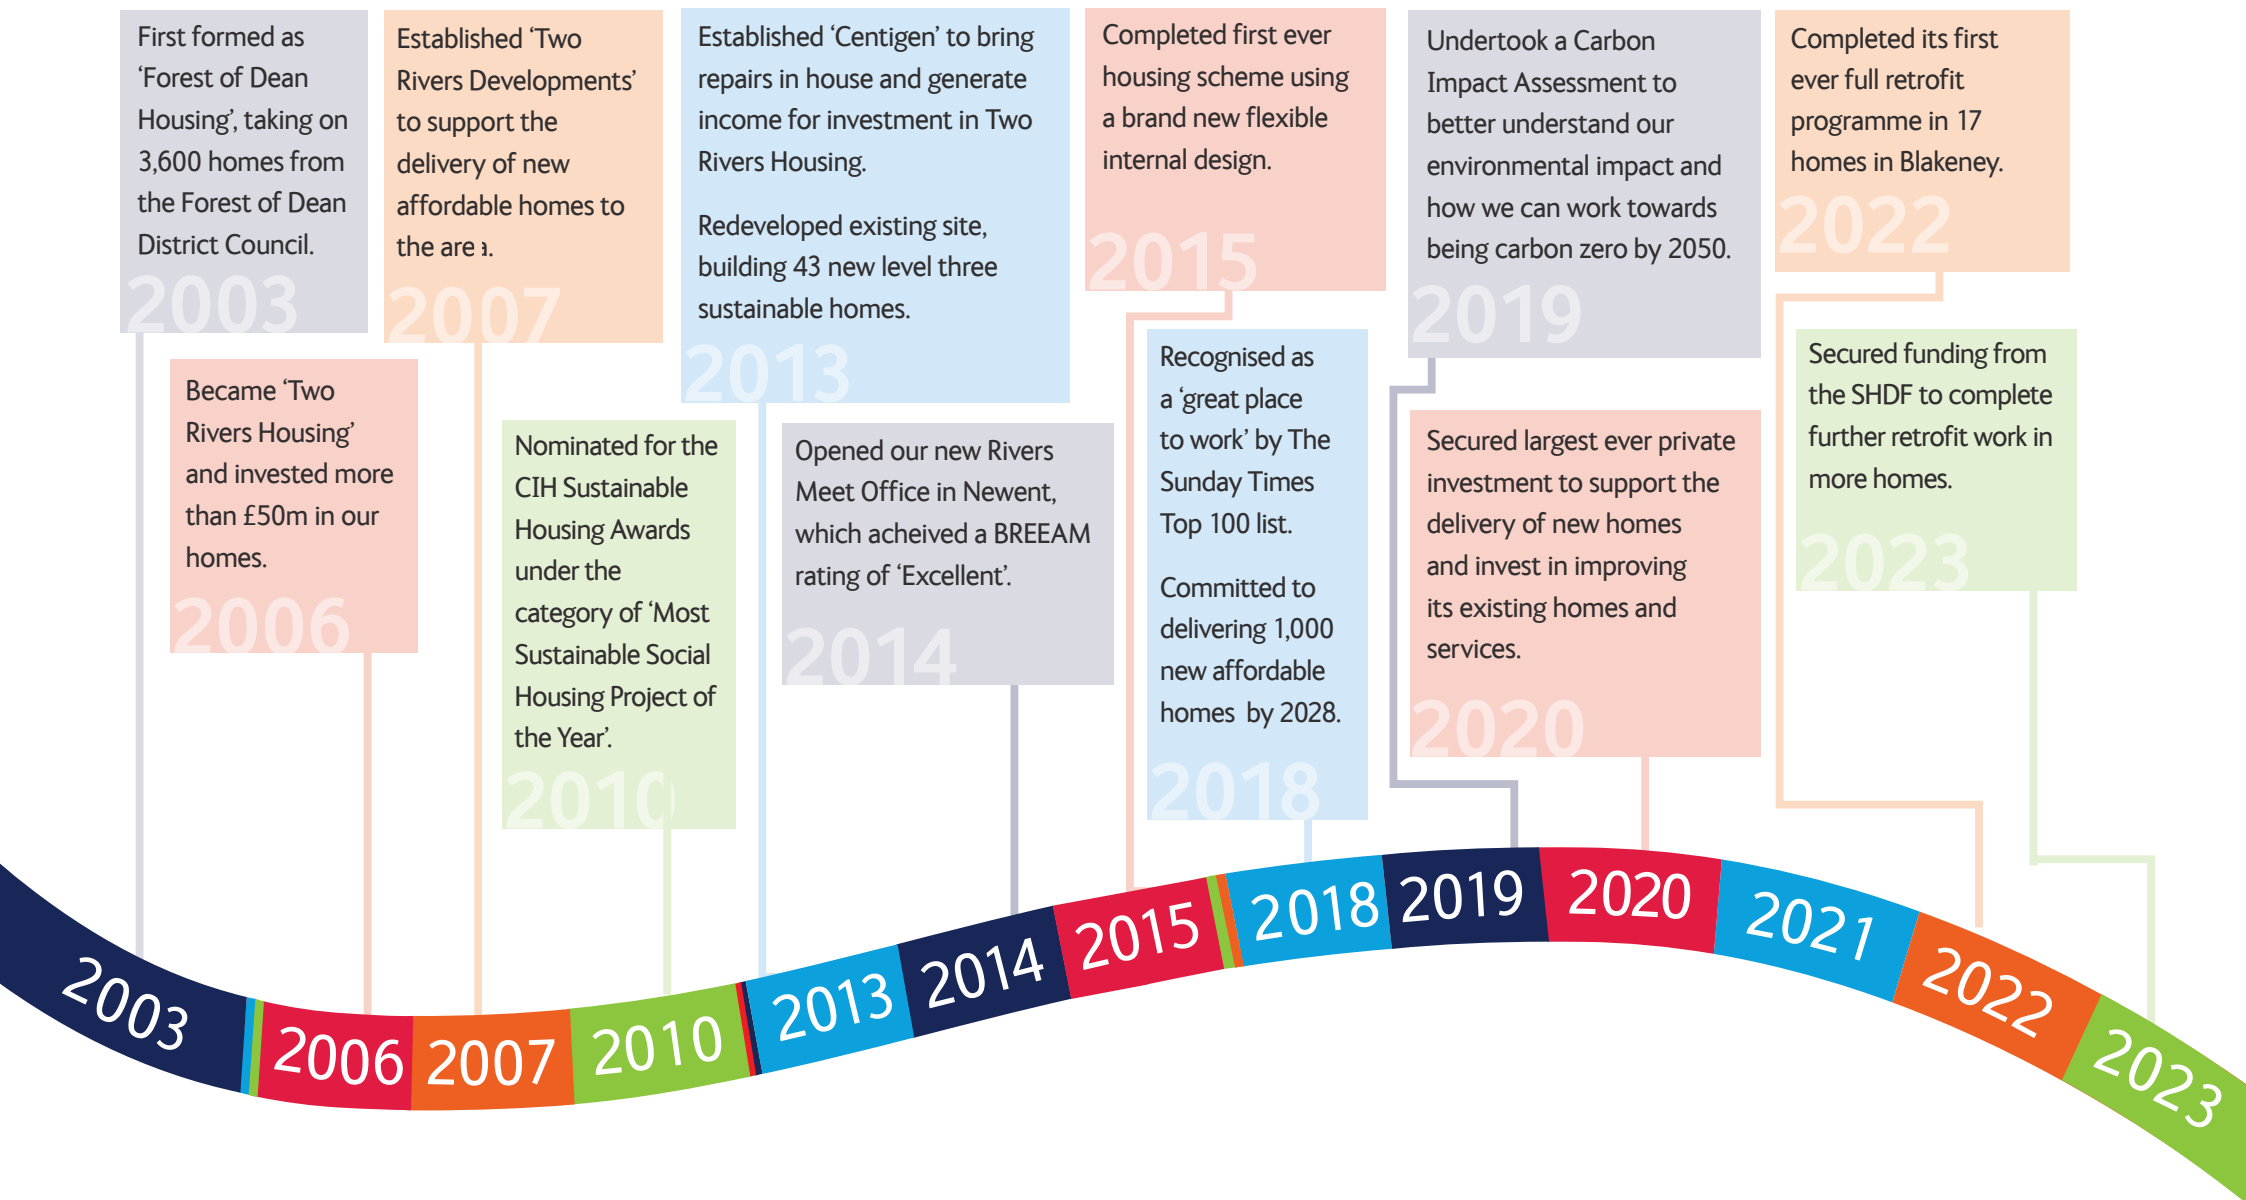 First formed as
‘Forest of Dean
Housing’, taking on
3,600 homes from
the Forest of Dean
District Council.
2003
Became ‘Two
Rivers Housing’
and invested more
than £50m in our
homes.
2006
Established ‘Two
Rivers Developments’
to support the
delivery of new
affordable homes to
the area.
2007
Nominated for the
CIH Sustainable
Housing Awards
under the
category of ‘Most
Sustainable Social
Housing Project of
the Year’.
2010
Established ‘Centigen’ to bring
repairs in house and generate
income for investment in Two
Rivers Housing.
Redeveloped existing site,
building 43 new level three
sustainable homes.
2013
Opened our new Rivers
Meet Office in Newent,
which acheived a BREEAM
rating of ‘Excellent’.
2014
Completed first ever
housing scheme using
a brand new flexible
internal design.
2015
Recognised as
a ‘great place
to work’ by The
Sunday Times
Top 100 list.
Committed to
delivering 1,000
new affordable
homes by 2028.
2018
Undertook a Carbon
Impact Assessment to
better understand our
environmental impact and
how we can work towards
being carbon zero by 2050.
2019
Secured largest ever private
investment to support the
delivery of new homes
and invest in improving
its existing homes and
services.
2020
Completed its first
ever full retrofit
programme in 17
homes in Blakeney.
2022
Secured funding from
the SHDF to complete
further retrofit work in
more homes.
2023
2003
2006
2007
2010
2013
2014
2015
2018
2019
2020
2021
2022
2023